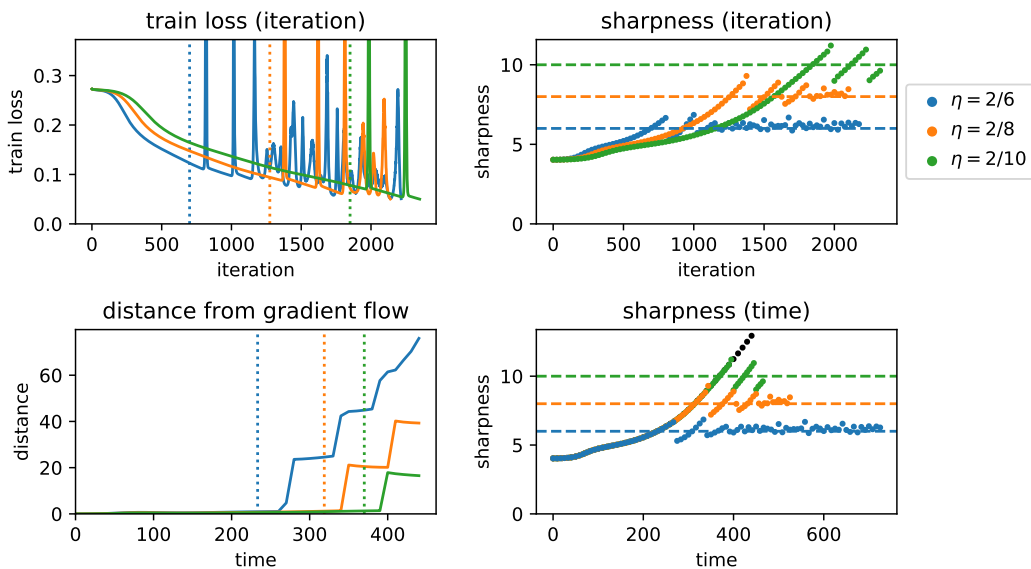 train loss (iteration)
train loss
0.3
0.2
0.1
0.0
0 500 1000 1500 2000
iteration
sharpness (iteration)
sharpness
10
5
0
0 500 1000 1500 2000
iteration
η = 2/6
η = 2/8
η = 2/10
distance from gradient flow
distance
60
40
20
0
0 100 200 300 400
time
sharpness (time)
sharpness
10
5
0
0 200 400 600
time